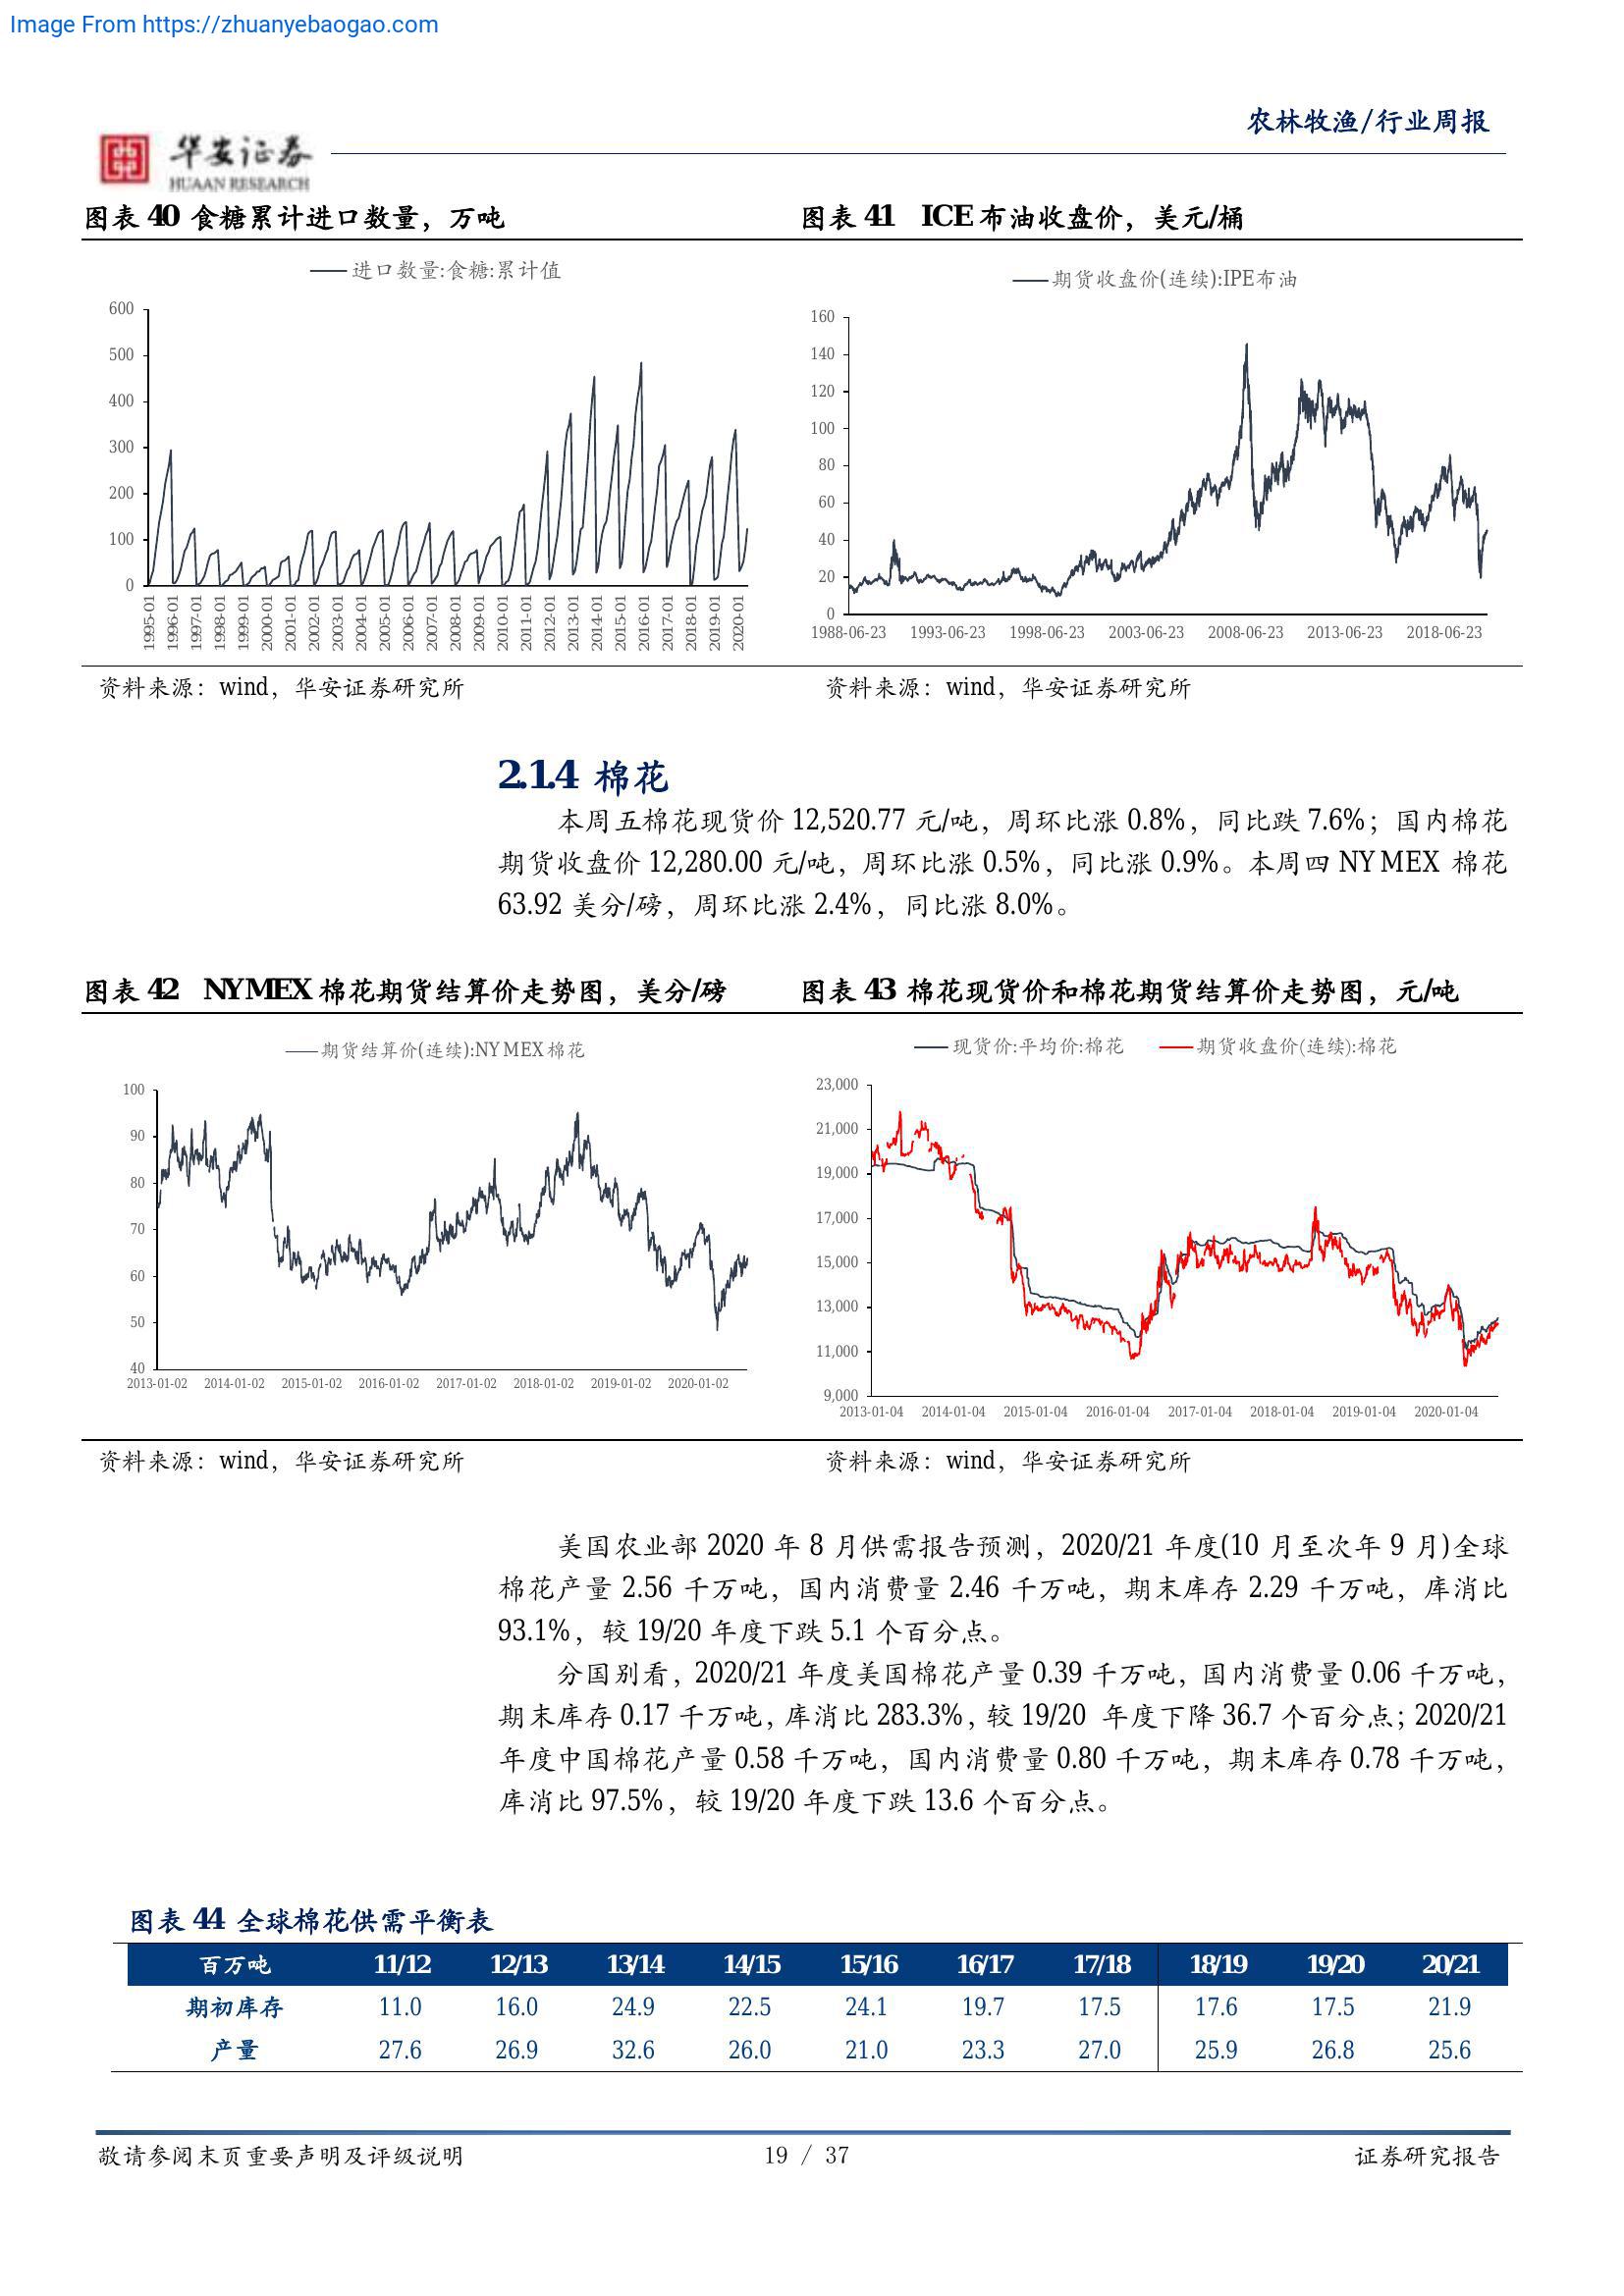 Image From https://zhuanyebaogao.com
农林牧渔/行业周报
华安证券
HUAAN RESEARCH
图表 40 食糖累计进口数量，万吨
进口数量:食糖:累计值
600
500
400
300
200
100
0
1995-01 1996-01 1997-01 1998-01 1999-01 2000-01 2001-01 2002-01 2003-01 2004-01 2005-01 2006-01 2007-01 2008-01 2009-01 2010-01 2011-01 2012-01 2013-01 2014-01 2015-01 2016-01 2017-01 2018-01 2019-01 2020-01
资料来源：wind，华安证券研究所
图表 41 ICE 布油收盘价，美元/桶
期货收盘价(连续):IPE布油
160
140
120
100
80
60
40
20
0
1988-06-23 1993-06-23 1998-06-23 2003-06-23 2008-06-23 2013-06-23 2018-06-23
资料来源：wind，华安证券研究所
2.1.4 棉花
本周五棉花现货价 12,520.77 元/吨，周环比涨 0.8%，同比跌 7.6%；国内棉花
期货收盘价 12,280.00 元/吨，周环比涨 0.5%，同比涨 0.9%。本周四 NYMEX 棉花
63.92 美分/磅，周环比涨 2.4%，同比涨 8.0%。
图表 42 NYMEX 棉花期货结算价走势图，美分/磅
期货结算价(连续):NYMEX棉花
100
90
80
70
60
50
40
2013-01-02 2014-01-02 2015-01-02 2016-01-02 2017-01-02 2018-01-02 2019-01-02 2020-01-02
资料来源：wind，华安证券研究所
图表 43 棉花现货价和棉花期货结算价走势图，元/吨
现货价:平均价:棉花 期货收盘价(连续):棉花
23,000
21,000
19,000
17,000
15,000
13,000
11,000
9,000
2013-01-04 2014-01-04 2015-01-04 2016-01-04 2017-01-04 2018-01-04 2019-01-04 2020-01-04
资料来源：wind，华安证券研究所
美国农业部 2020 年 8 月供需报告预测，2020/21 年度(10 月至次年 9 月)全球
棉花产量 2.56 千万吨，国内消费量 2.46 千万吨，期末库存 2.29 千万吨，库消比
93.1%，较 19/20 年度下跌 5.1 个百分点。
分国别看，2020/21 年度美国棉花产量 0.39 千万吨，国内消费量 0.06 千万吨，
期末库存 0.17 千万吨，库消比 283.3%，较 19/20 年度下降 36.7 个百分点；2020/21
年度中国棉花产量 0.58 千万吨，国内消费量 0.80 千万吨，期末库存 0.78 千万吨，
库消比 97.5%，较 19/20 年度下跌 13.6 个百分点。
图表 44 全球棉花供需平衡表
百万吨 11/12 12/13 13/14 14/15 15/16 16/17 17/18 18/19 19/20 20/21
期初库存 11.0 16.0 24.9 22.5 24.1 19.7 17.5 17.6 17.5 21.9
产量 27.6 26.9 32.6 26.0 21.0 23.3 27.0 25.9 26.8 25.6
敬请参阅末页重要声明及评级说明 19 / 37 证券研究报告